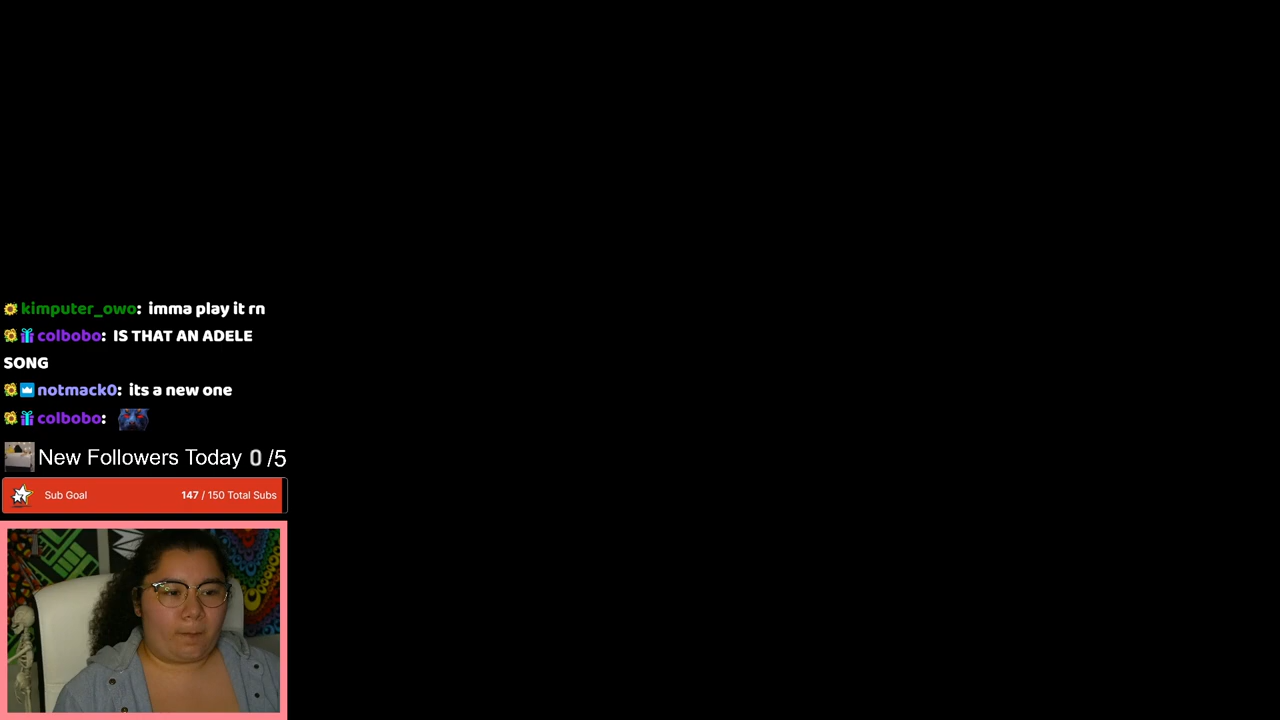 kimputer_owo: imma play it rn
colbobo: IS THAT AN ADELE
SONG
notmack0: its a new one
colbobo:
New Followers Today 0 /5
Sub Goal 147 / 150 Total Subs